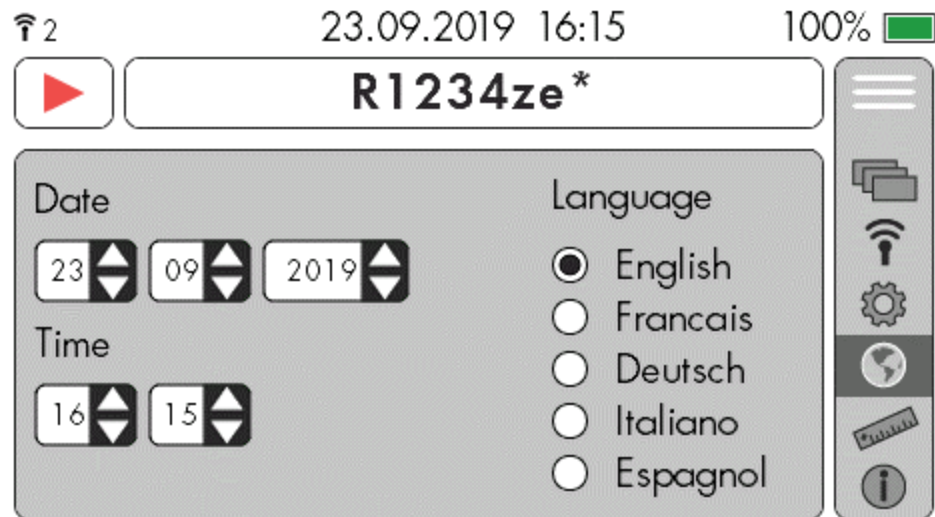 2 23.09.2019 16:15 100%
R1234ze*
Date
Language
23 09 2019
English
Francais
Time
Deutsch
16 15
Italiano
Espagnol